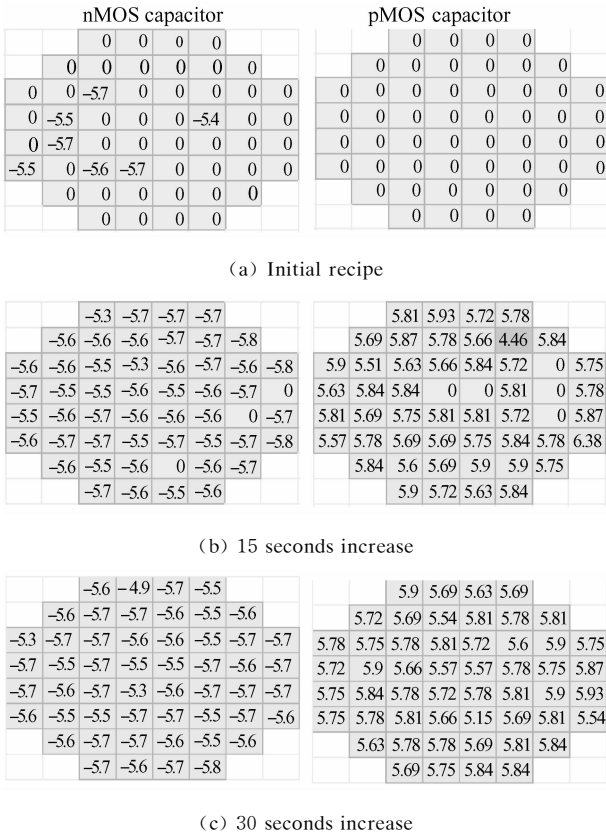 nMOS capacitor pMOS capacitor
0 0 0 0 0 0 0 0
0 0 0 0 0 0 0 0 0 0 0 0
0 0 −5.7 0 0 0 0 0 0 0 0 0 0 0 0 0
0 −5.5 0 0 0 −5.4 0 0 0 0 0 0 0 0 0 0
0 −5.7 0 0 0 0 0 0 0 0 0 0 0 0 0 0
−5.5 0 −5.6 −5.7 0 0 0 0 0 0 0 0 0 0 0 0
0 0 0 0 0 0 0 0 0 0 0 0
0 0 0 0 0 0 0 0
(a) Initial recipe
−5.3 −5.7 −5.7 −5.7 5.81 5.93 5.72 5.78
−5.6 −5.6 −5.6 −5.7 −5.7 −5.8 5.69 5.87 5.78 5.66 4.46 5.84
−5.6 −5.6 −5.5 −5.3 −5.6 −5.7 −5.6 −5.8 5.9 5.51 5.63 5.66 5.84 5.72 0 5.75
−5.7 −5.5 −5.5 −5.6 −5.5 −5.6 −5.7 0 5.63 5.84 5.84 0 0 5.81 0 5.78
−5.5 −5.6 −5.7 −5.6 −5.6 −5.6 0 −5.7 5.81 5.69 5.75 5.81 5.81 5.72 0 5.87
−5.6 −5.7 −5.7 −5.5 −5.7 −5.5 −5.7 −5.8 5.57 5.78 5.69 5.69 5.75 5.84 5.78 6.38
−5.6 −5.5 −5.6 0 −5.6 −5.7 5.84 5.6 5.69 5.9 5.9 5.75
−5.7 −5.6 −5.5 −5.6 5.9 5.72 5.63 5.84
(b) 15 seconds increase
−5.6 −4.9 −5.7 −5.5 5.9 5.69 5.63 5.69
−5.6 −5.7 −5.7 −5.6 −5.5 −5.6 5.72 5.69 5.54 5.81 5.78 5.81
−5.3 −5.7 −5.7 −5.6 −5.6 −5.5 −5.7 −5.7 5.78 5.75 5.78 5.81 5.72 5.6 5.9 5.75
−5.7 −5.5 −5.7 −5.5 −5.5 −5.7 −5.6 −5.7 5.72 5.9 5.66 5.57 5.57 5.78 5.75 5.87
−5.7 −5.6 −5.7 −5.3 −5.6 −5.7 −5.7 −5.7 5.75 5.84 5.78 5.72 5.78 5.81 5.9 5.93
−5.6 −5.5 −5.5 −5.7 −5.7 −5.5 −5.7 −5.6 5.75 5.78 5.81 5.66 5.15 5.69 5.81 5.54
−5.6 −5.7 −5.7 −5.6 −5.5 −5.6 5.63 5.78 5.78 5.69 5.81 5.84
−5.7 −5.6 −5.7 −5.8 5.69 5.75 5.84 5.84
(c) 30 seconds increase